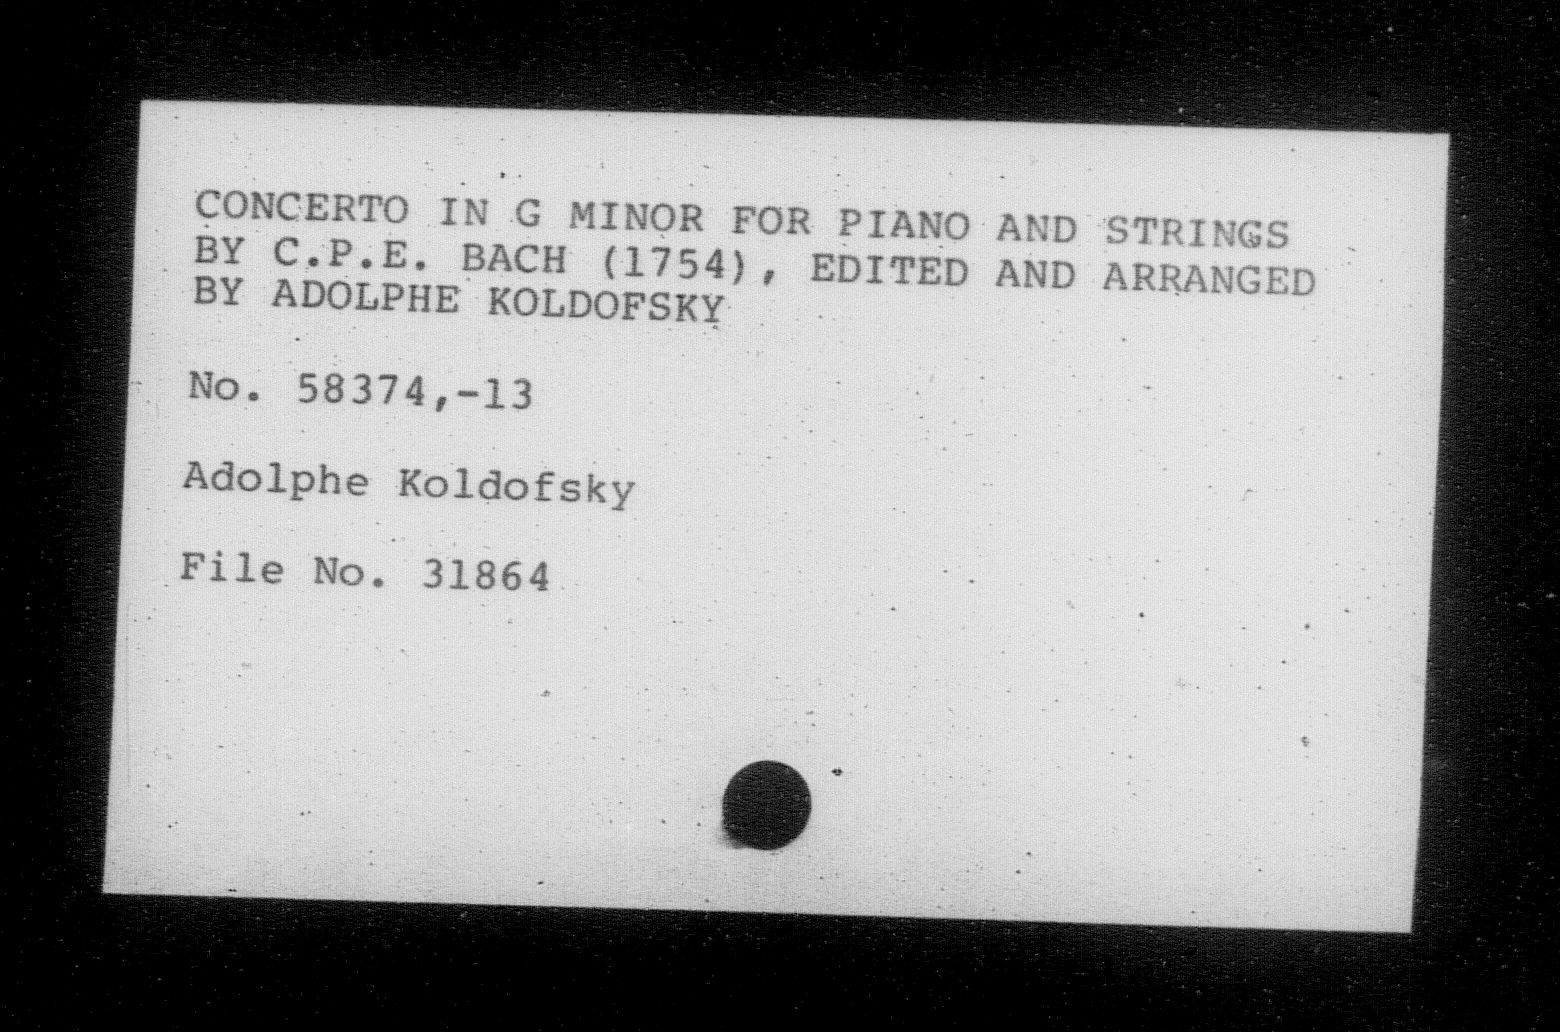 CONCERTO IN G MINOR FOR PIANO AND STRINGS
BY C.P.E. BACH (1754), EDITED AND ARRANGED
BY ADOLPHE KOLDOFSKY
No. 58374,-13
Adolphe Koldofsky
File No. 31864